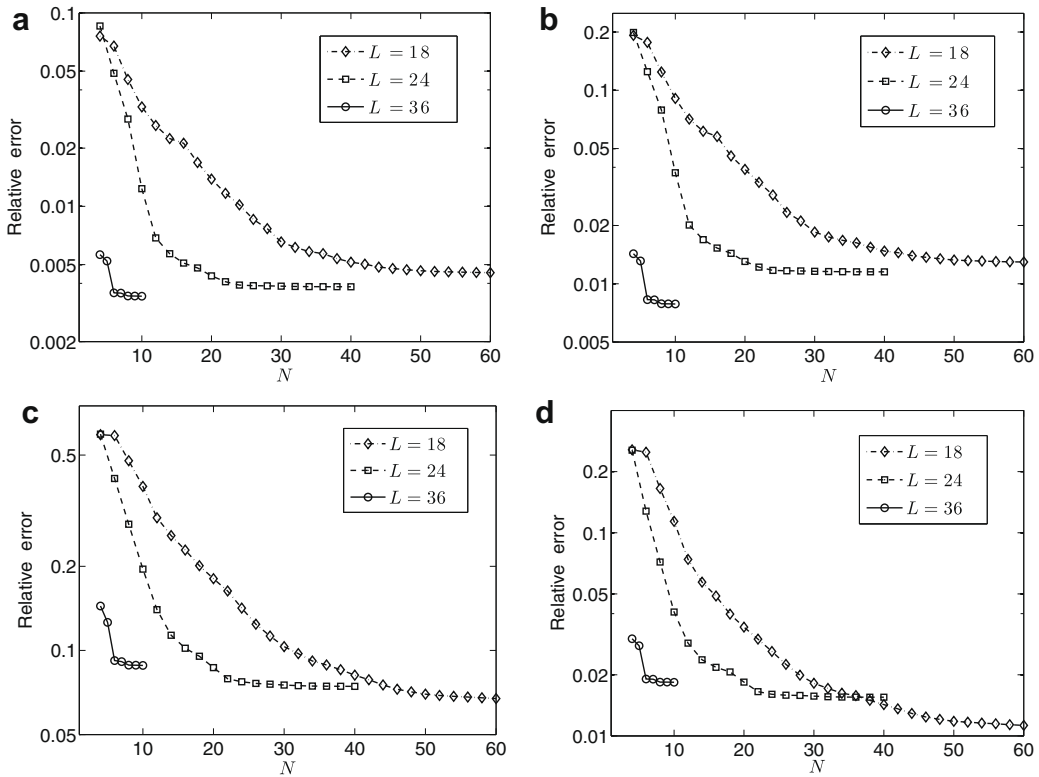 a
0.1
0.05
0.02
0.01
0.005
0.002
Relative error
10 20 30 40 50 60
N
L = 18
L = 24
L = 36
b
0.2
0.1
0.05
0.02
0.01
0.005
Relative error
10 20 30 40 50 60
N
L = 18
L = 24
L = 36
c
0.5
0.2
0.1
0.05
Relative error
10 20 30 40 50 60
N
L = 18
L = 24
L = 36
d
0.2
0.1
0.05
0.02
0.01
Relative error
10 20 30 40 50 60
N
L = 18
L = 24
L = 36